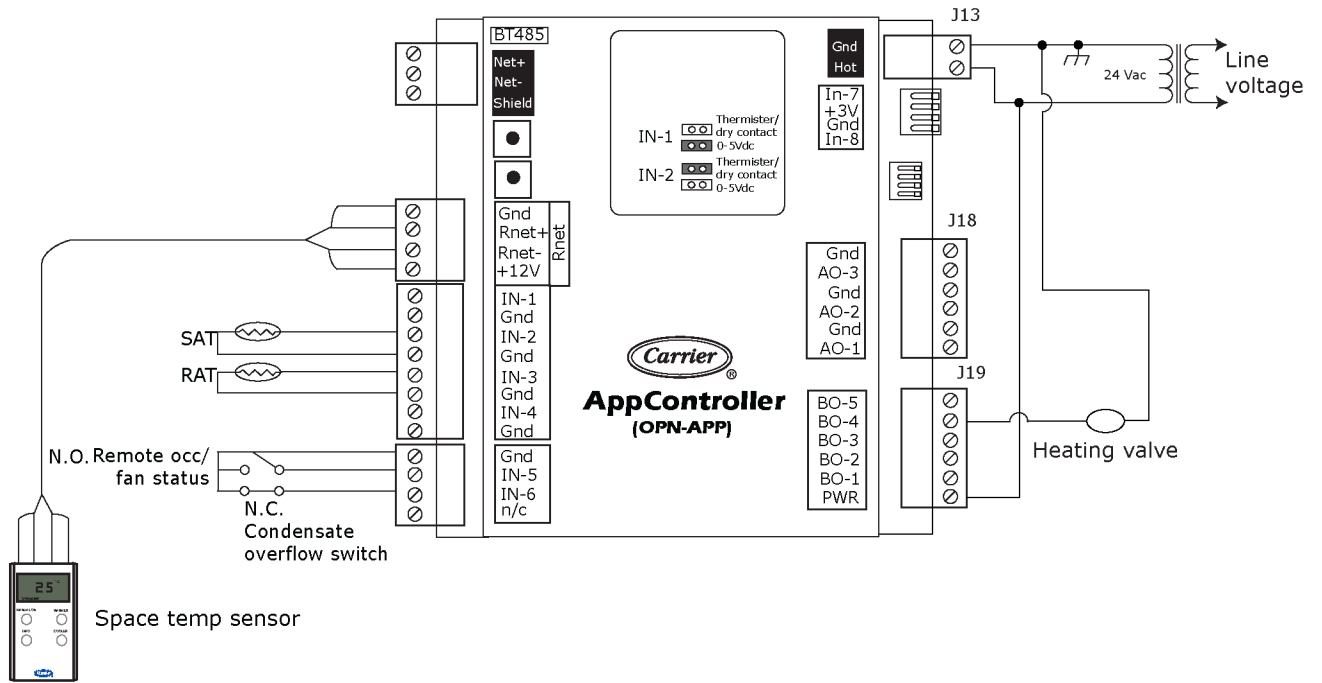 J13
BT485
Net+
Net-
Shield
Gnd
Hot
In-7
+3V
Gnd
In-8
24 Vac
Line
voltage
IN-1
Thermister/
dry contact
0-5Vdc
IN-2
Thermister/
dry contact
0-5Vdc
Gnd
Rnet+
Rnet-
+12V
Rnet
J18
Gnd
AO-3
Gnd
AO-2
Gnd
AO-1
IN-1
Gnd
IN-2
Gnd
IN-3
Gnd
IN-4
Gnd
SAT
RAT
Carrier
®
AppController
(OPN-APP)
J19
BO-5
BO-4
BO-3
BO-2
BO-1
PWR
Heating valve
N.O. Remote occ/
fan status
Gnd
IN-5
IN-6
n/c
N.C.
Condensate
overflow switch
25
WARMER
INFO
COOLER
Space temp sensor